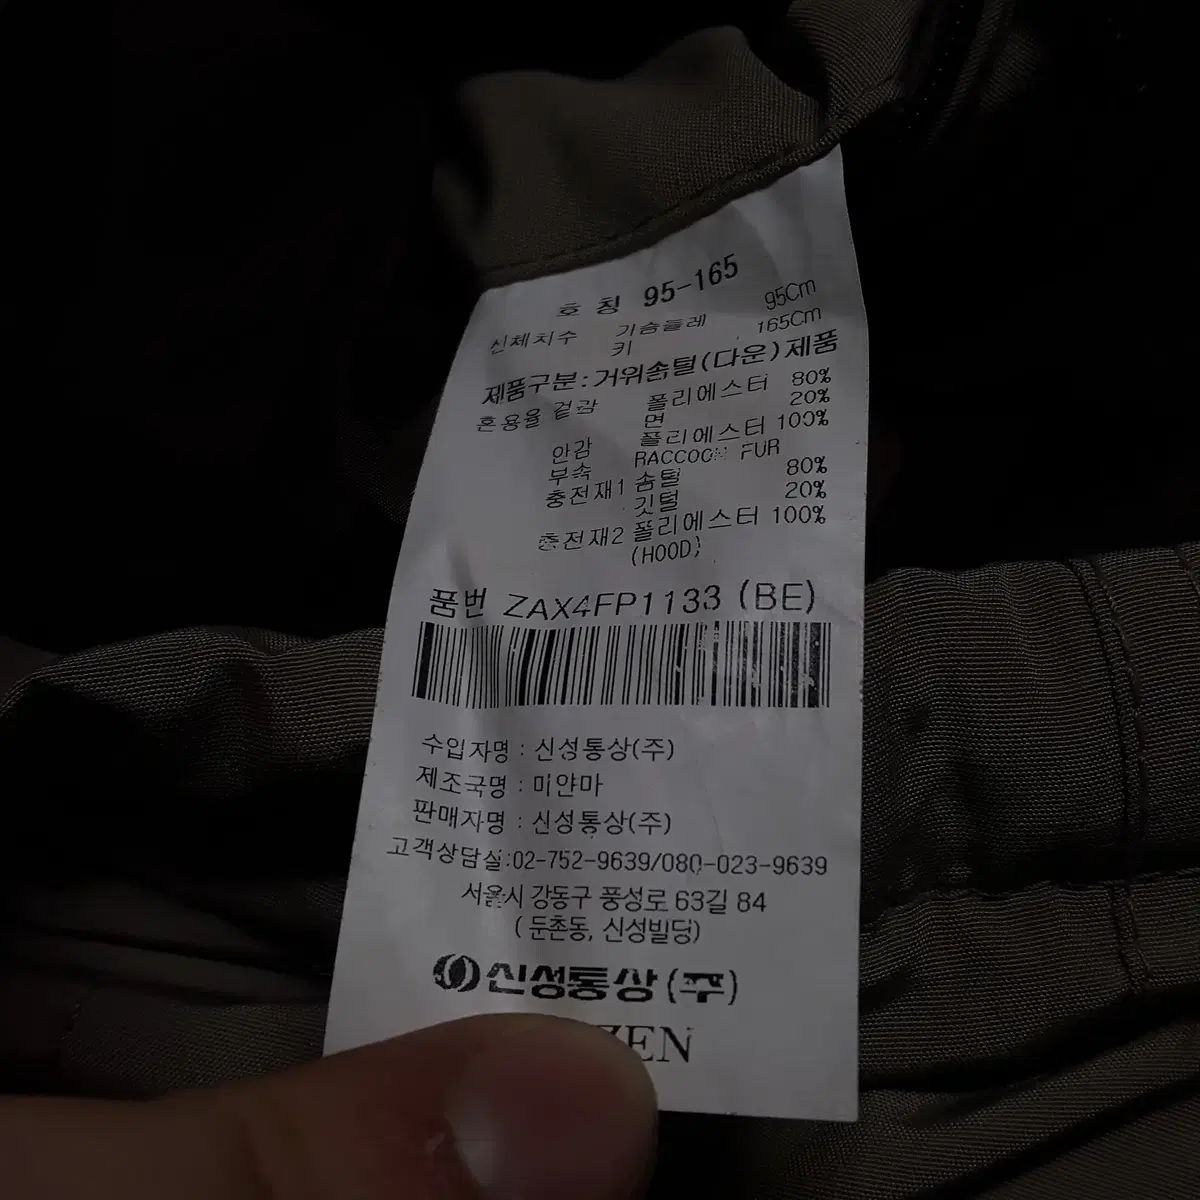 호 칭 95-165
신체치수 기슴둘레 95Cm
키 165Cm
제품구분:거위솜털(다운)제품
혼용율 겉감 폴리에스터 80%
면 20%
안감 폴리에스터 100%
부속 RACCOON FUR
충전재1 솜털 80%
깃털 20%
충전재2 폴리에스터 100%
(HOOD)
품번 ZAX4FP1133 (BE)
수입자명 : 신성통상(주)
제조국명 : 미얀마
판매자명 : 신성통상(주)
고객상담실:02-752-9639/080-023-9639
서울시 강동구 풍성로 63길 84
(둔촌동, 신성빌딩)
신성통상(주)